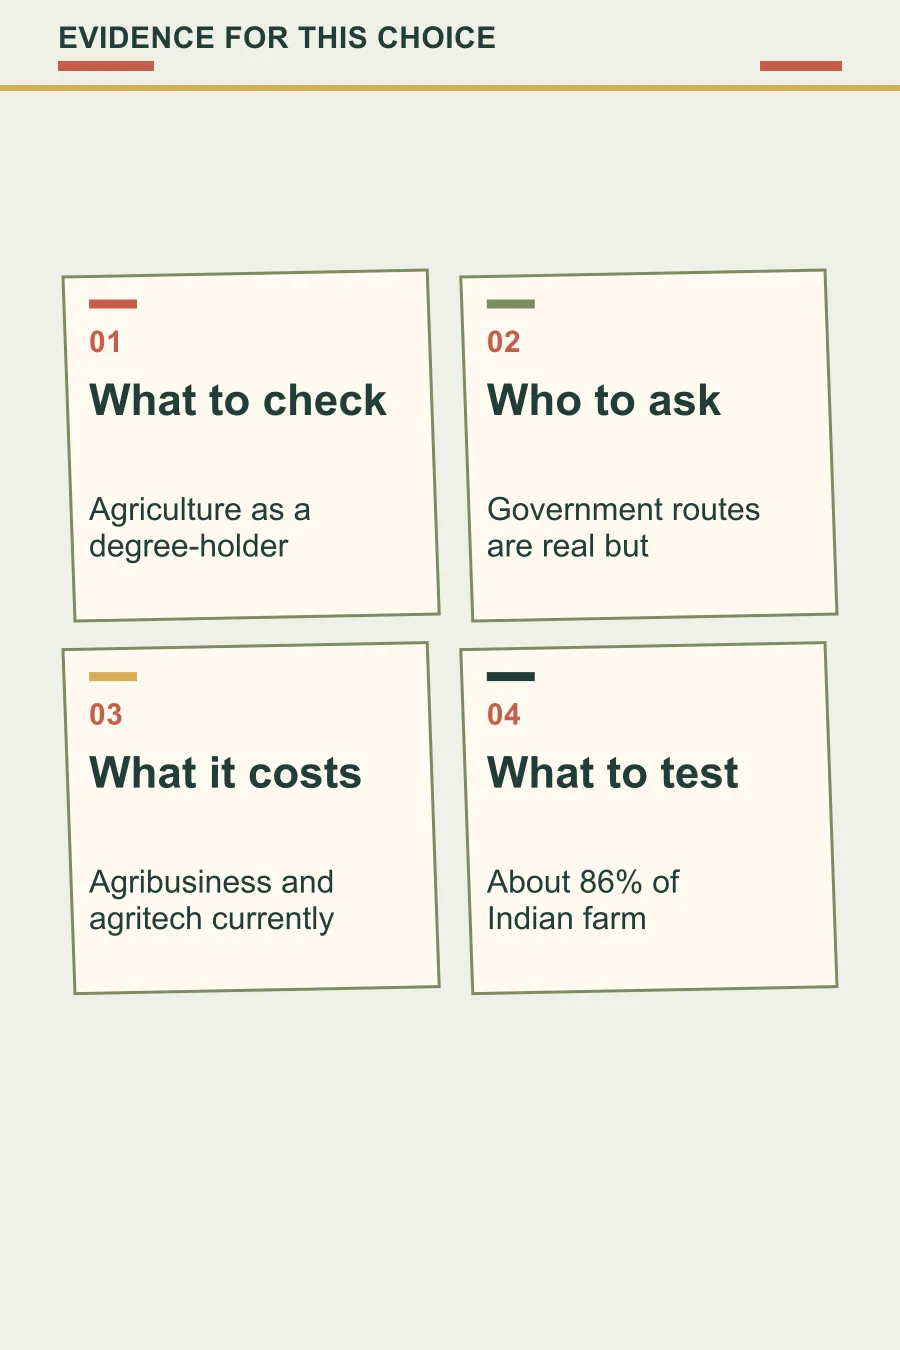 EVIDENCE FOR THIS CHOICE
01
What to check
Agriculture as a
degree-holder
02
Who to ask
Government routes
are real but
03
What it costs
Agribusiness and
agritech currently
04
What to test
About 86% of
Indian farm